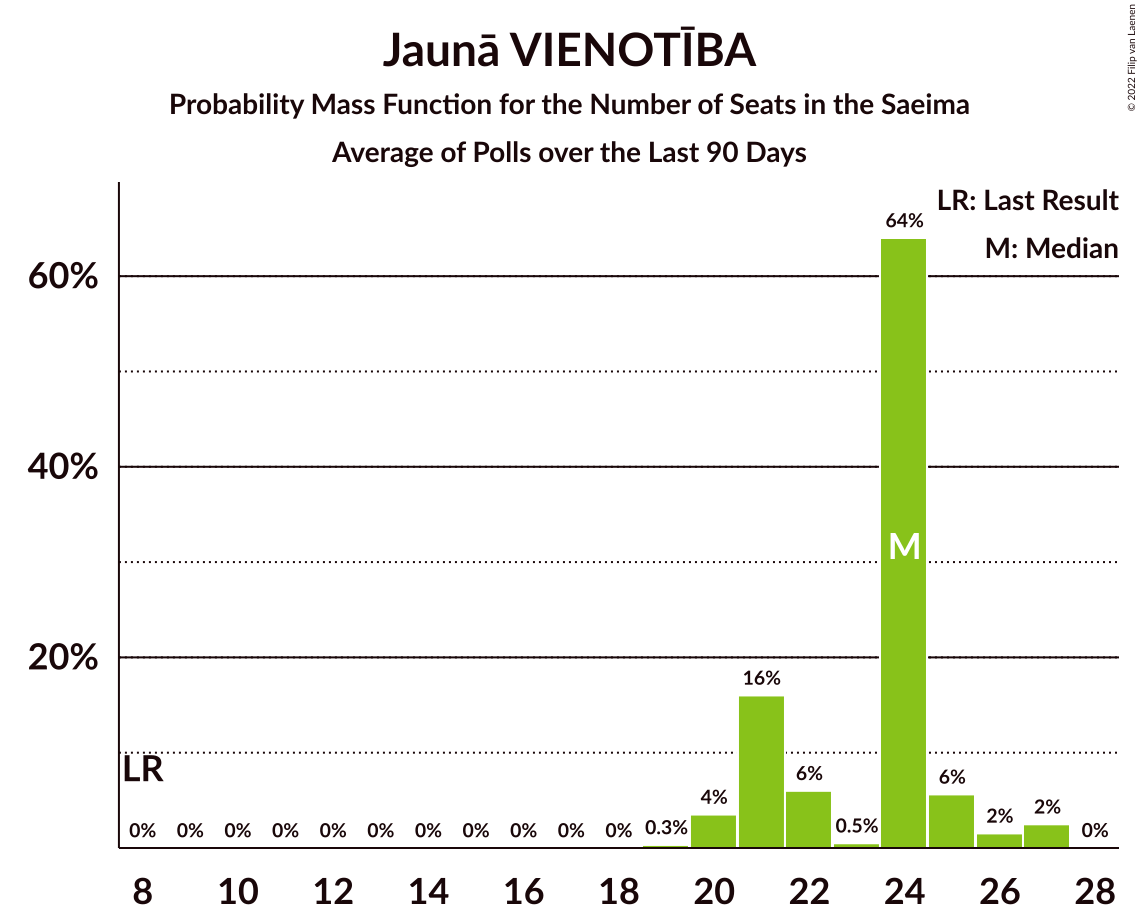 Jaunā VIENOTĪBA
Probability Mass Function for the Number of Seats in the Saeima
Average of Polls over the Last 90 Days
© 2022 Filip van Laenen
LR: Last Result
M: Median
60%
40%
20%
64%
M
16%
LR
6%
6%
4%
2%
2%
0% 0% 0% 0% 0% 0% 0% 0% 0% 0% 0% 0.3% 0.5% 0%
8 10 12 14 16 18 20 22 24 26 28